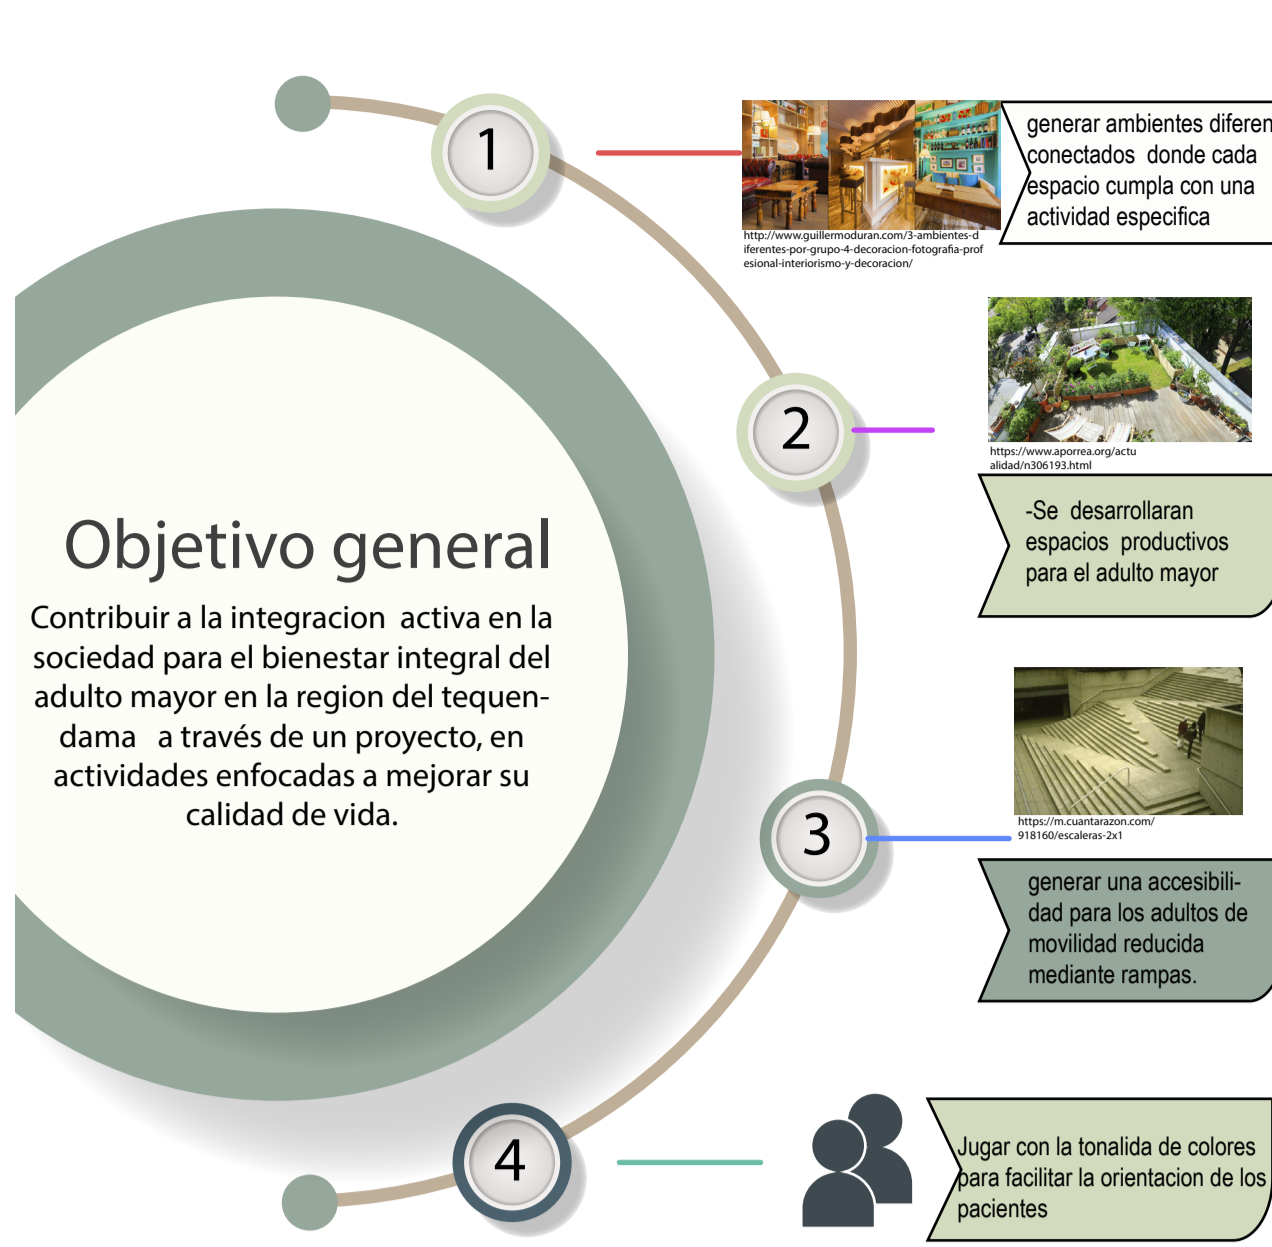 1
generar ambientes diferen
conectados donde cada
espacio cumpla con una
actividad especifica
http://www.guillermoduran.com/3-ambientes-d
iferentes-por-grupo-4-decoracion-fotografia-prof
esional-interiorismo-y-decoracion/
2
https://www.aporrea.org/actu
alidad/n306193.html
-Se desarrollaran
espacios productivos
para el adulto mayor
Objetivo general
Contribuir a la integracion activa en la
sociedad para el bienestar integral del
adulto mayor en la region del tequen-
dama a través de un proyecto, en
actividades enfocadas a mejorar su
calidad de vida.
3
https://m.cuantarazon.com/
918160/escaleras-2x1
generar una accesibili-
dad para los adultos de
movilidad reducida
mediante rampas.
4
Jugar con la tonalida de colores
para facilitar la orientacion de los
pacientes